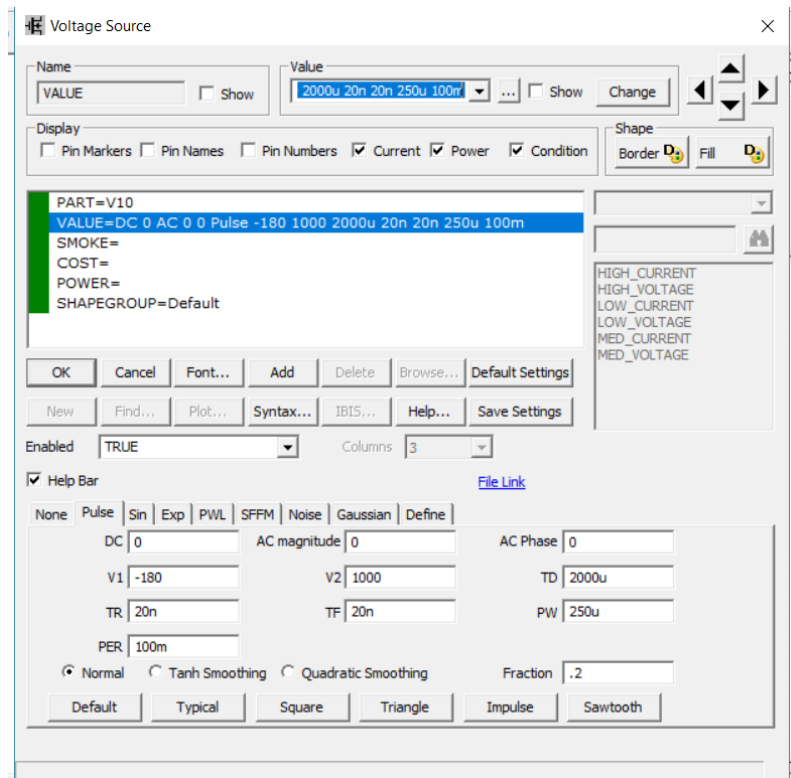 Voltage Source
Name
Value
VALUE
Show
2000u 20n 20n 250u 100m
...
Show
Change
Display
Pin Markers Pin Names Pin Numbers Current Power Condition
Shape
Border Fill
PART=V10
VALUE=DC 0 AC 0 0 Pulse -180 1000 2000u 20n 20n 250u 100m
SMOKE=
COST=
POWER=
SHAPEGROUP=Default
HIGH_CURRENT
HIGH_VOLTAGE
LOW_CURRENT
LOW_VOLTAGE
MED_CURRENT
MED_VOLTAGE
OK Cancel Font... Add Delete Browse... Default Settings
New Find... Plot... Syntax... IBIS... Help... Save Settings
Enabled TRUE Columns 3
Help Bar File Link
None Pulse Sin Exp PWL SFFM Noise Gaussian Define
DC 0 AC magnitude 0 AC Phase 0
V1 -180 V2 1000 TD 2000u
TR 20n TF 20n PW 250u
PER 100m
Normal Tanh Smoothing Quadratic Smoothing Fraction .2
Default Typical Square Triangle Impulse Sawtooth